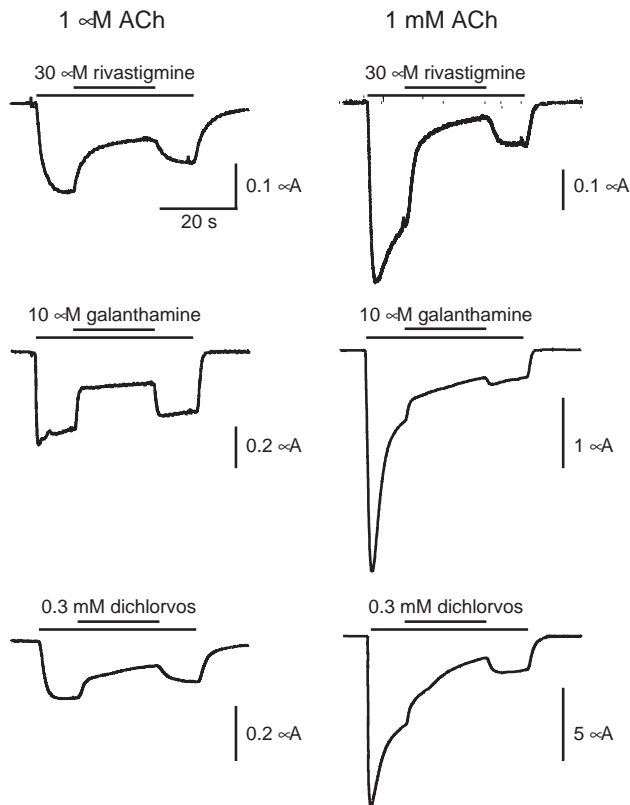 1 ∝M ACh
1 mM ACh
30 ∝M rivastigmine
30 ∝M rivastigmine
0.1 ∝A
0.1 ∝A
20 s
10 ∝M galanthamine
10 ∝M galanthamine
0.2 ∝A
1 ∝A
0.3 mM dichlorvos
0.3 mM dichlorvos
0.2 ∝A
5 ∝A